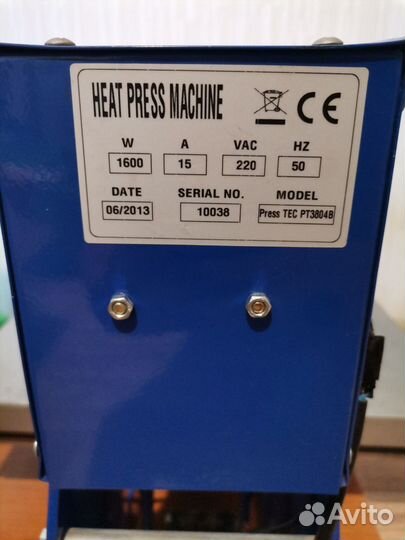 HEAT PRESS MACHINE CE
W A VAC HZ
1600 15 220 50
DATE SERIAL NO. MODEL
06/2013 10038 Press TEC PT3804B
Avito